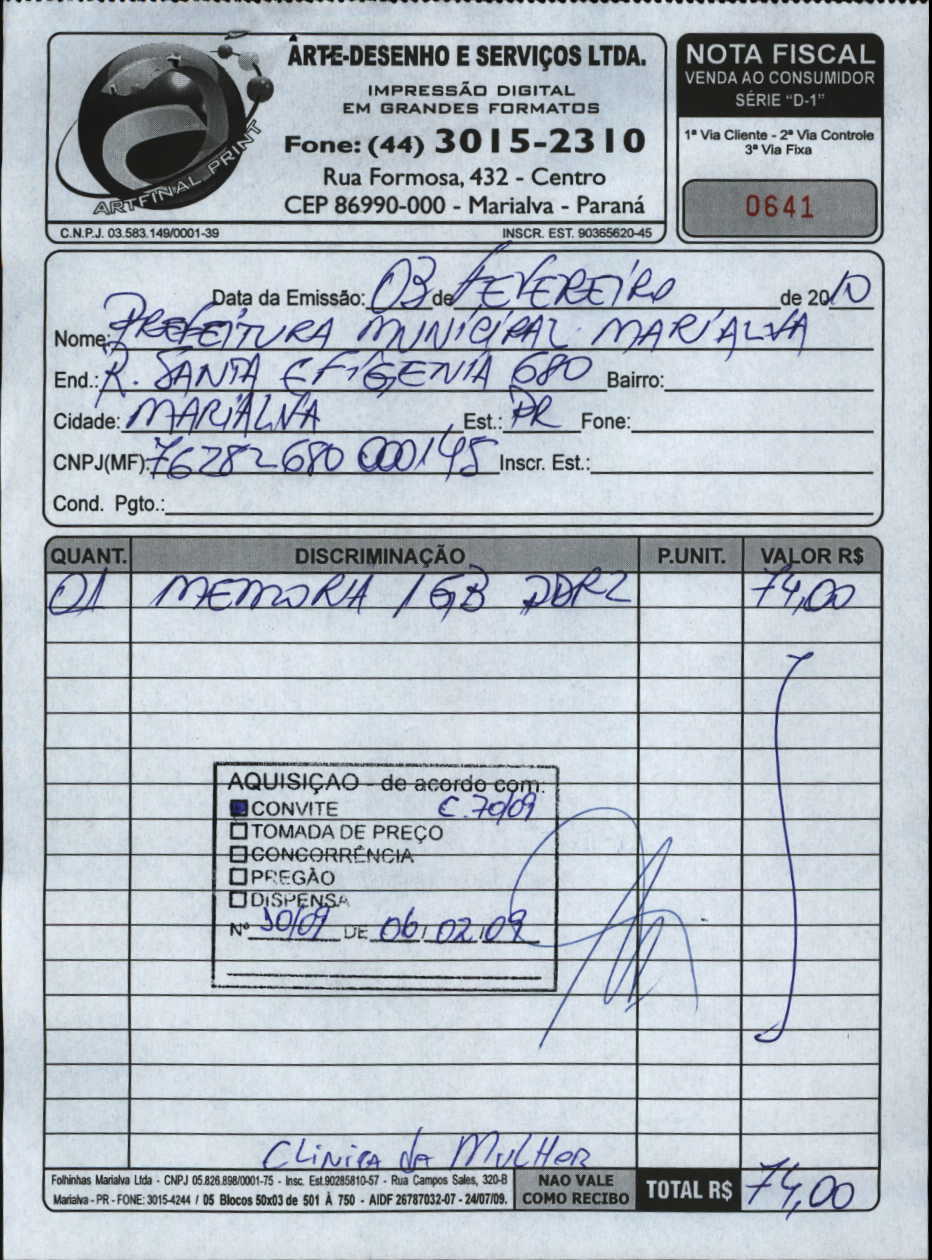 ARTFINAL PRINT
ÂRT-E-DESENHO E SERVIÇOS LTDA.
IMPRESSÃO DIGITAL
EM GRANDES FORMATOS
Fone: (44) 3015-2310
Rua Formosa, 432 - Centro
CEP 86990-000 - Marialva - Paraná
C.N.P.J. 03.583.149/0001-39 INSCR. EST. 90365620-45
NOTA FISCAL
VENDA AO CONSUMIDOR
SÉRIE "D-1"
1ª Via Cliente - 2ª Via Controle
3ª Via Fixa
0641
Data da Emissão: 03 de FEVEREIRO de 2010
Nome: PREFEITURA MUNICIPAL MARIALVA
End.: R. SANTA EFIGENIA 680 Bairro:
Cidade: MARIALVA Est.: PR Fone:
CNPJ(MF): 76282680 000145 Inscr. Est.:
Cond. Pgto.:
QUANT. DISCRIMINAÇÃO P.UNIT. VALOR R$
01 MEMORIA 1GB DDR2 74,00
AQUISIÇÃO - de acordo com:
CONVITE C.70/09
TOMADA DE PREÇO
CONCORRÊNCIA
PREGÃO
DISPENSA
Nº DE 06/02/09
CLINICA DA MULHER
Folhinhas Marialva Ltda - CNPJ 05.826.898/0001-75 - Insc. Est.90285810-57 - Rua Campos Sales, 320-B
Marialva - PR - FONE: 3015-4244 / 05 Blocos 50x03 de 501 À 750 - AIDF 26787032-07 - 24/07/09.
NAO VALE
COMO RECIBO
TOTAL R$ 74,00